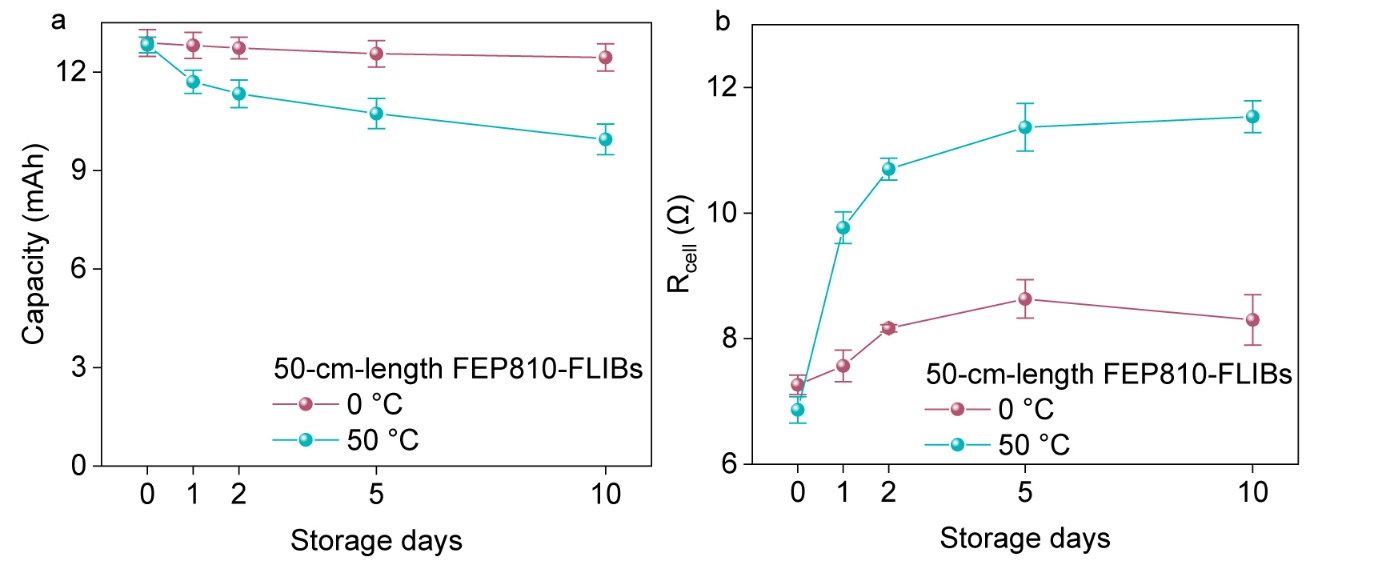 a
12
9
6
3
0
Capacity (mAh)
50-cm-length FEP810-FLIBs
0 °C
50 °C
0 1 2 5 10
Storage days
b
12
10
8
6
Rcell (Ω)
50-cm-length FEP810-FLIBs
0 °C
50 °C
0 1 2 5 10
Storage days